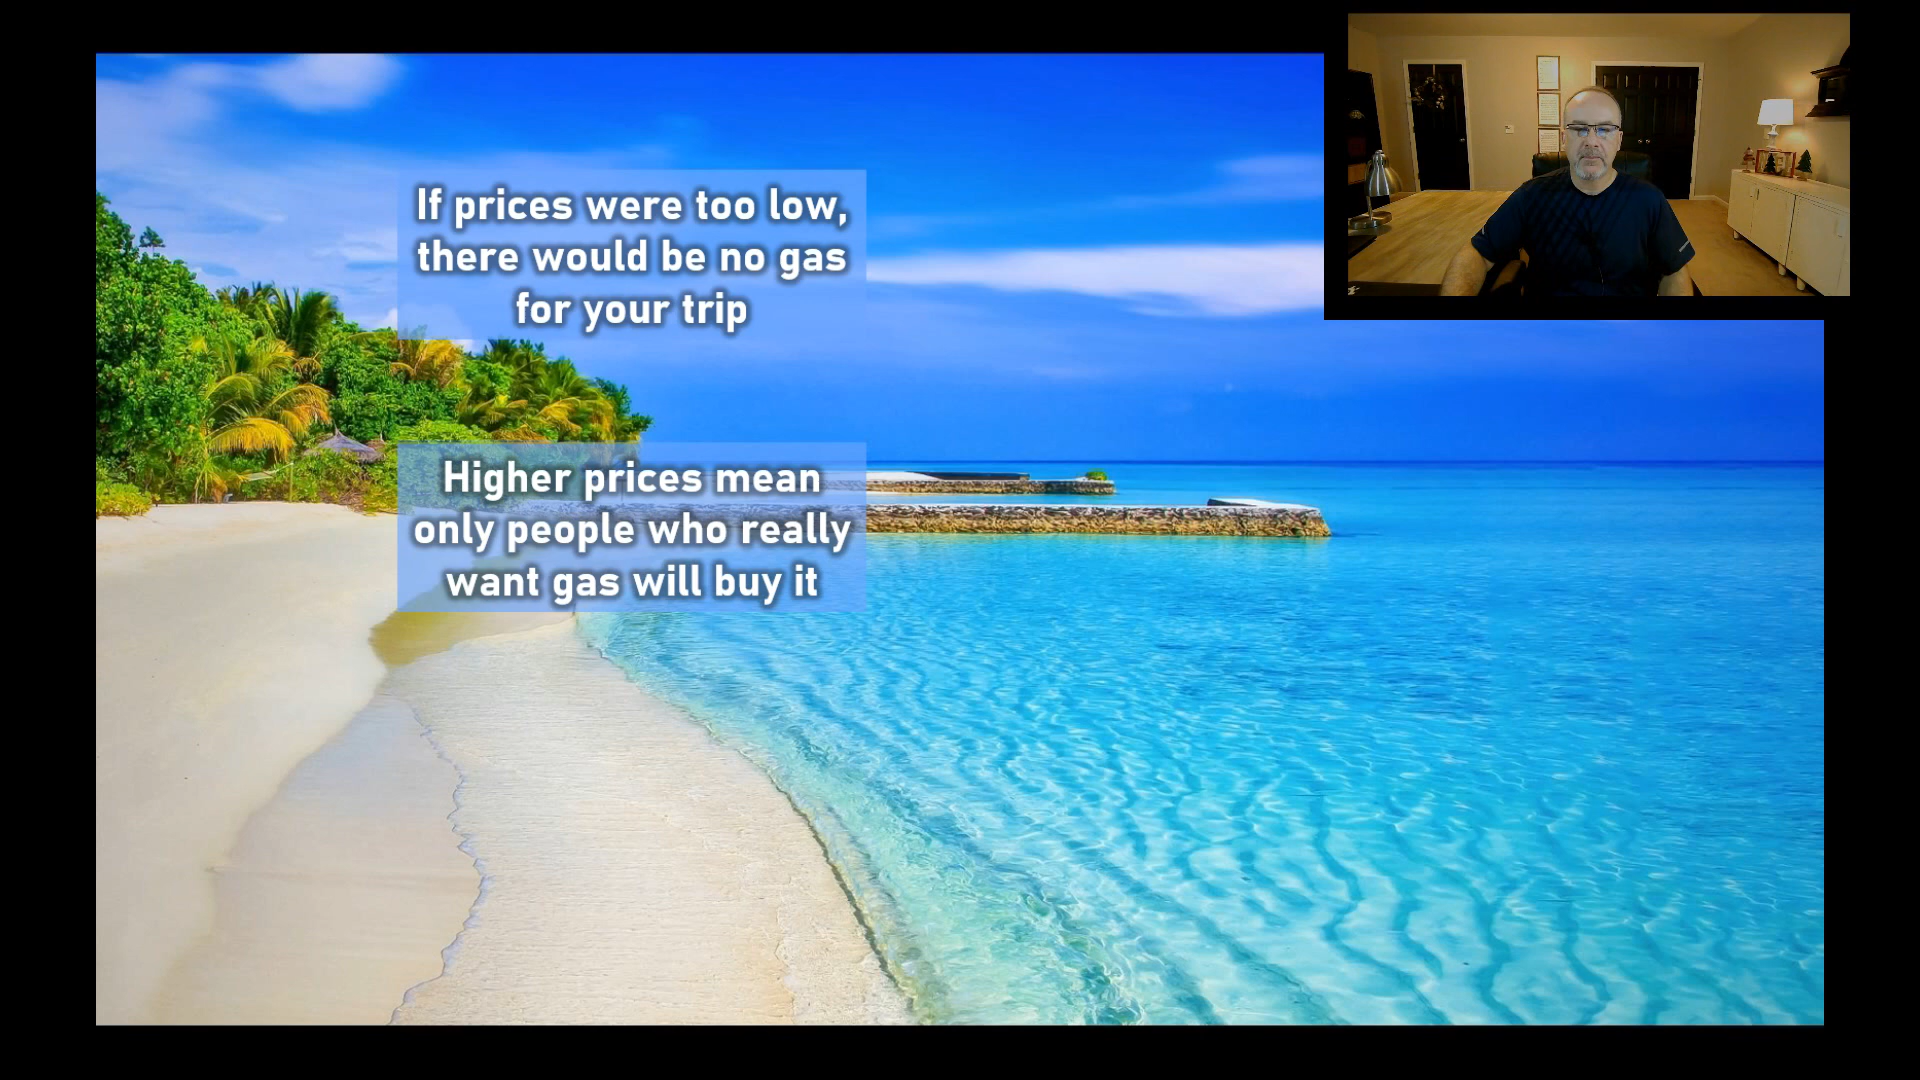 If prices were too low,
there would be no gas
for your trip
Higher prices mean
only people who really
want gas will buy it